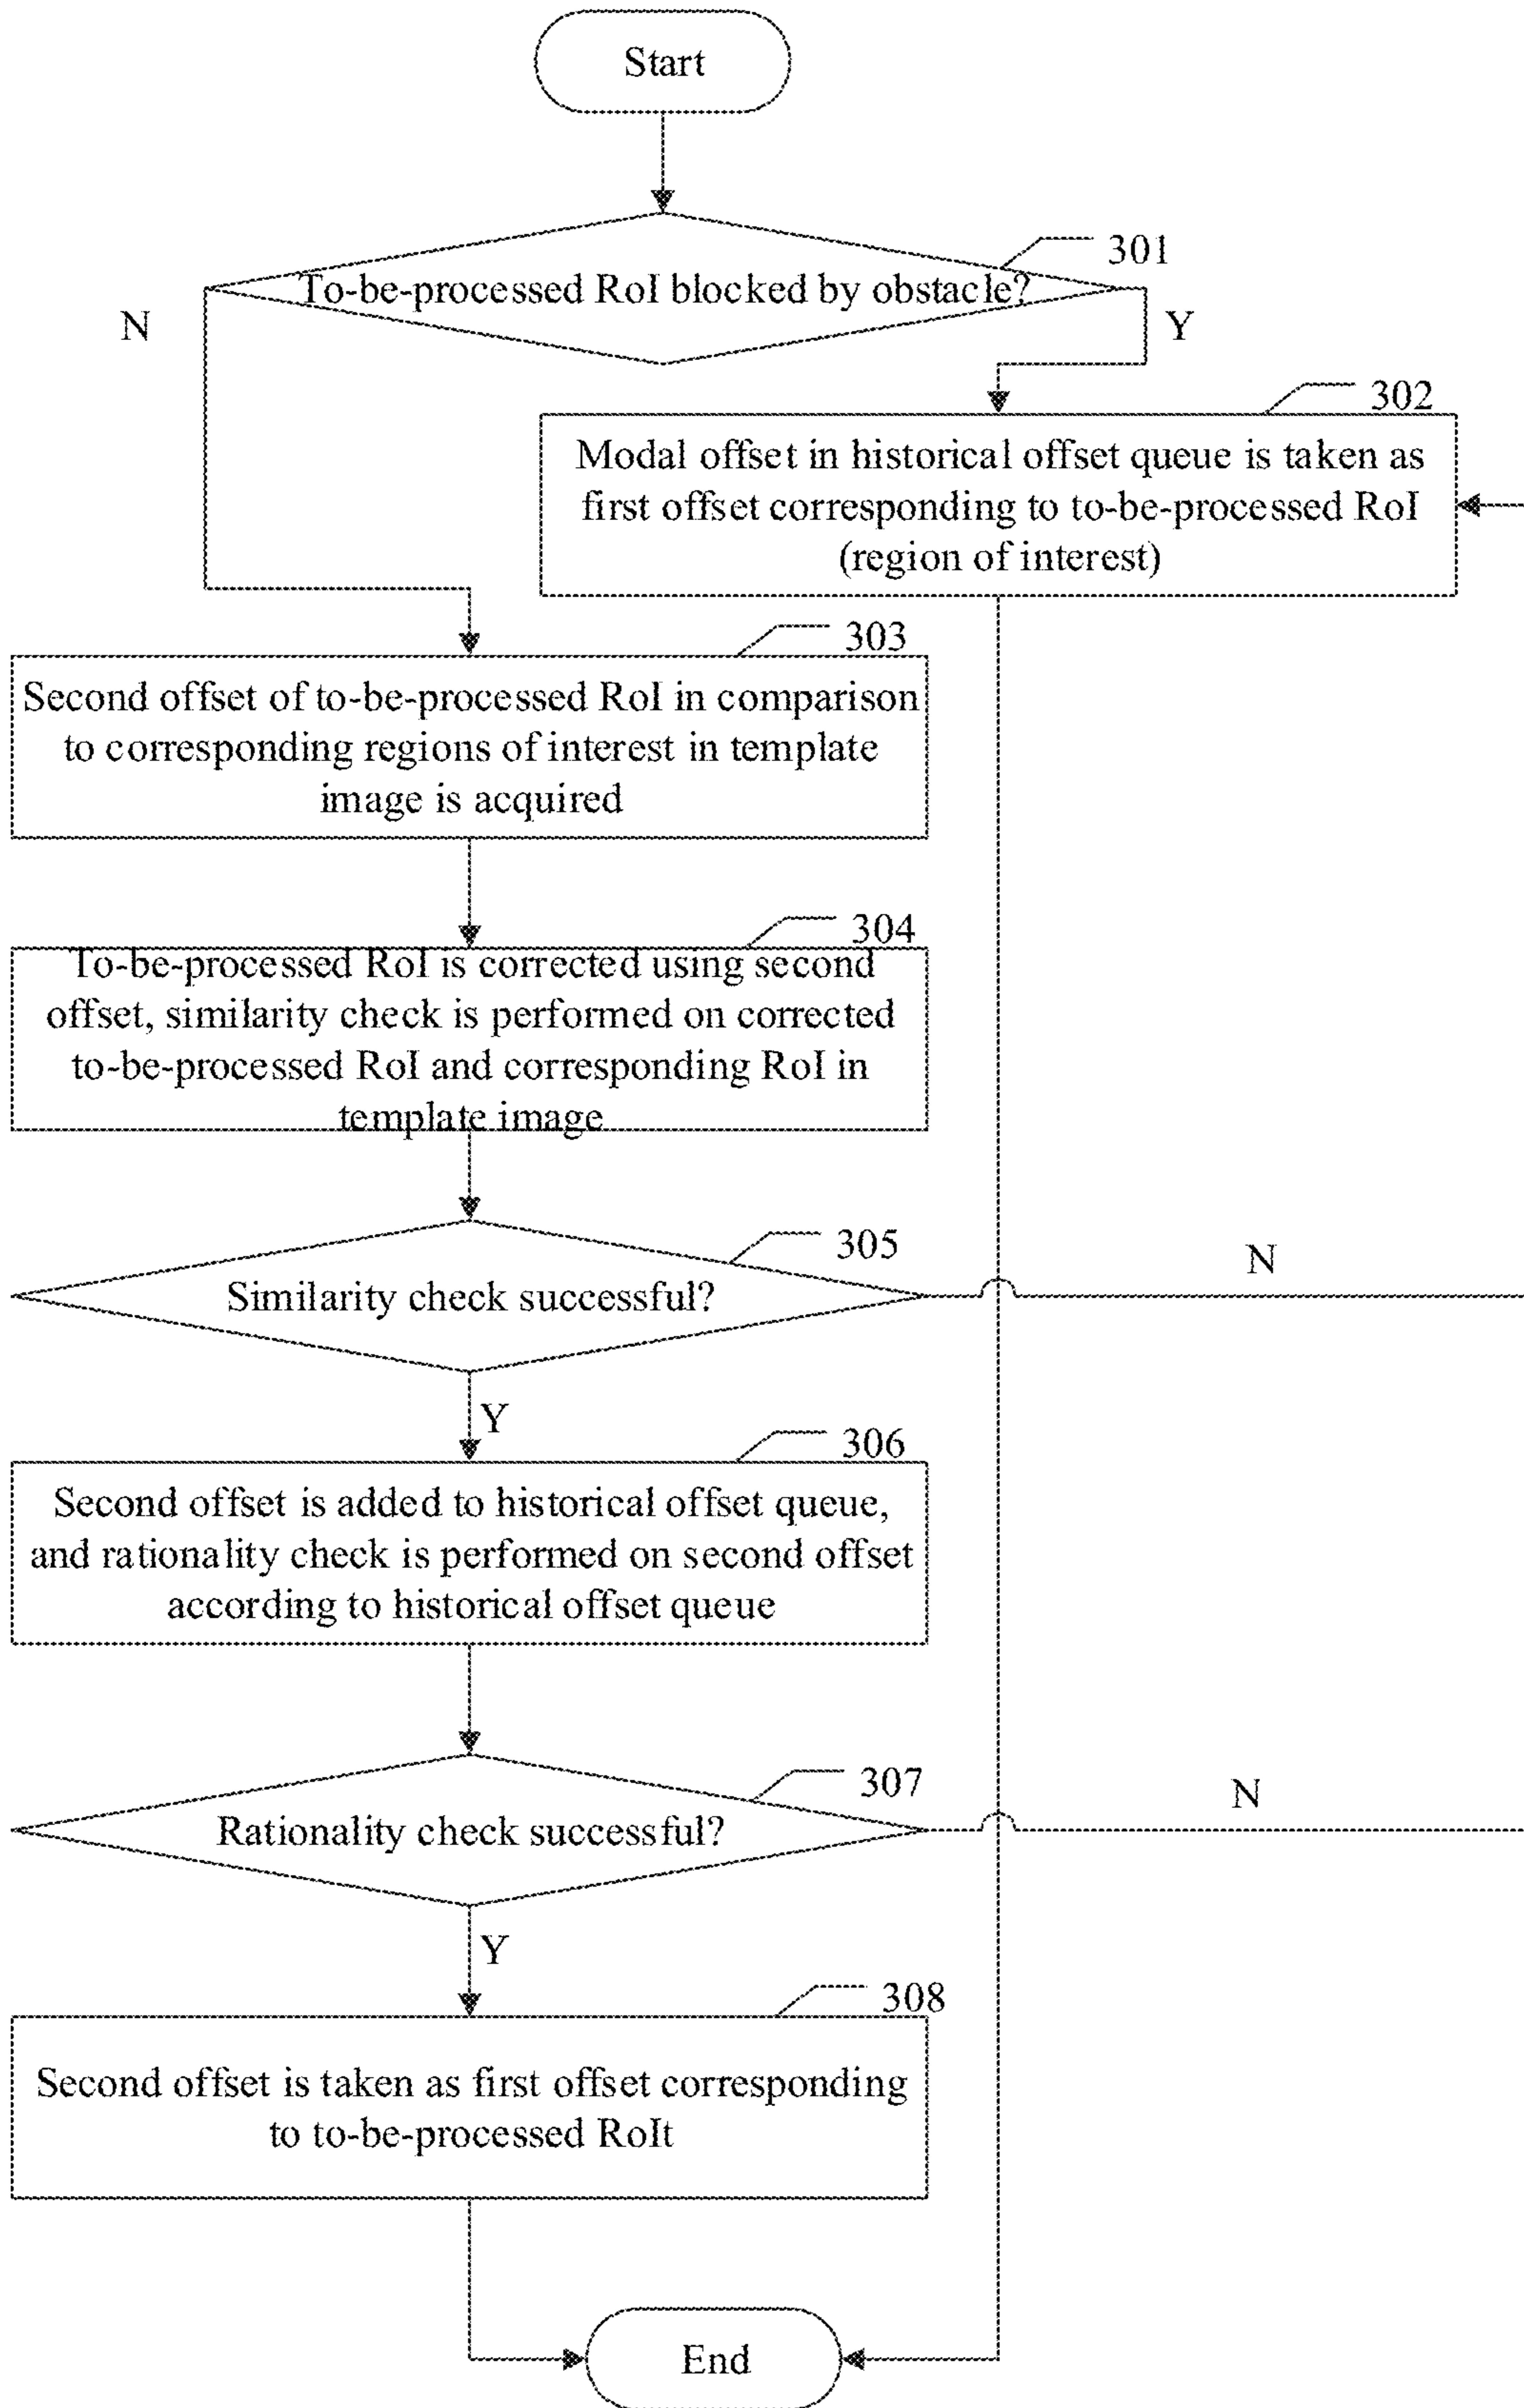 Start
301
To-be-processed RoI blocked by obstacle?
N
Y
302
Modal offset in historical offset queue is taken as
first offset corresponding to to-be-processed RoI
(region of interest)
303
Second offset of to-be-processed RoI in comparison
to corresponding regions of interest in template
image is acquired
304
To-be-processed RoI is corrected using second
offset, similarity check is performed on corrected
to-be-processed RoI and corresponding RoI in
template image
305
Similarity check successful?
N
Y
306
Second offset is added to historical offset queue,
and rationality check is performed on second offset
according to historical offset queue
307
Rationality check successful?
N
Y
308
Second offset is taken as first offset corresponding
to to-be-processed RoIt
End